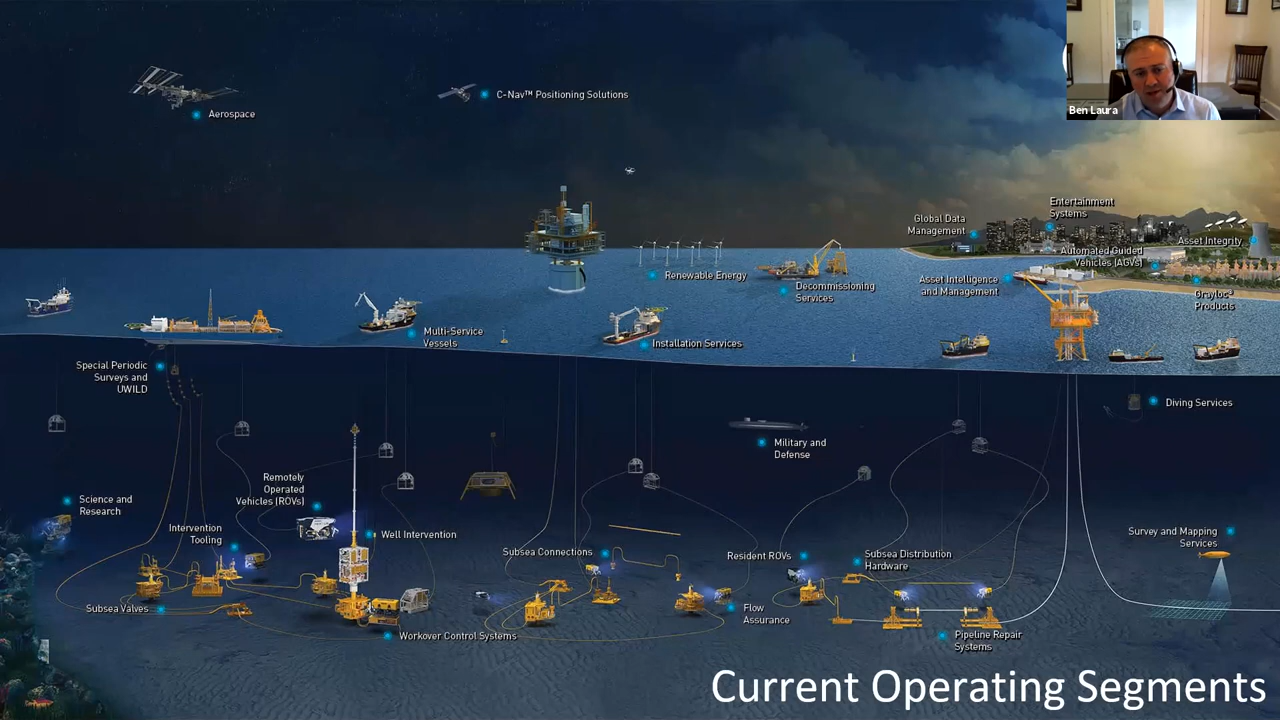 Ben Laura
Aerospace
C-Nav™ Positioning Solutions
Entertainment
Systems
Global Data
Management
Asset Integrity
Automated Guided
Vehicles (AGVs)
Renewable Energy
Decommissioning
Services
Asset Intelligence
and Management
Grayloc®
Products
Multi-Service
Vessels
Installation Services
Special Periodic
Surveys and
UWILD
Diving Services
Military and
Defense
Remotely
Operated
Vehicles (ROVs)
Science and
Research
Intervention
Tooling
Well Intervention
Subsea Connections
Resident ROVs
Subsea Distribution
Hardware
Survey and Mapping
Services
Subsea Valves
Flow
Assurance
Workover Control Systems
Pipeline Repair
Systems
Current Operating Segments